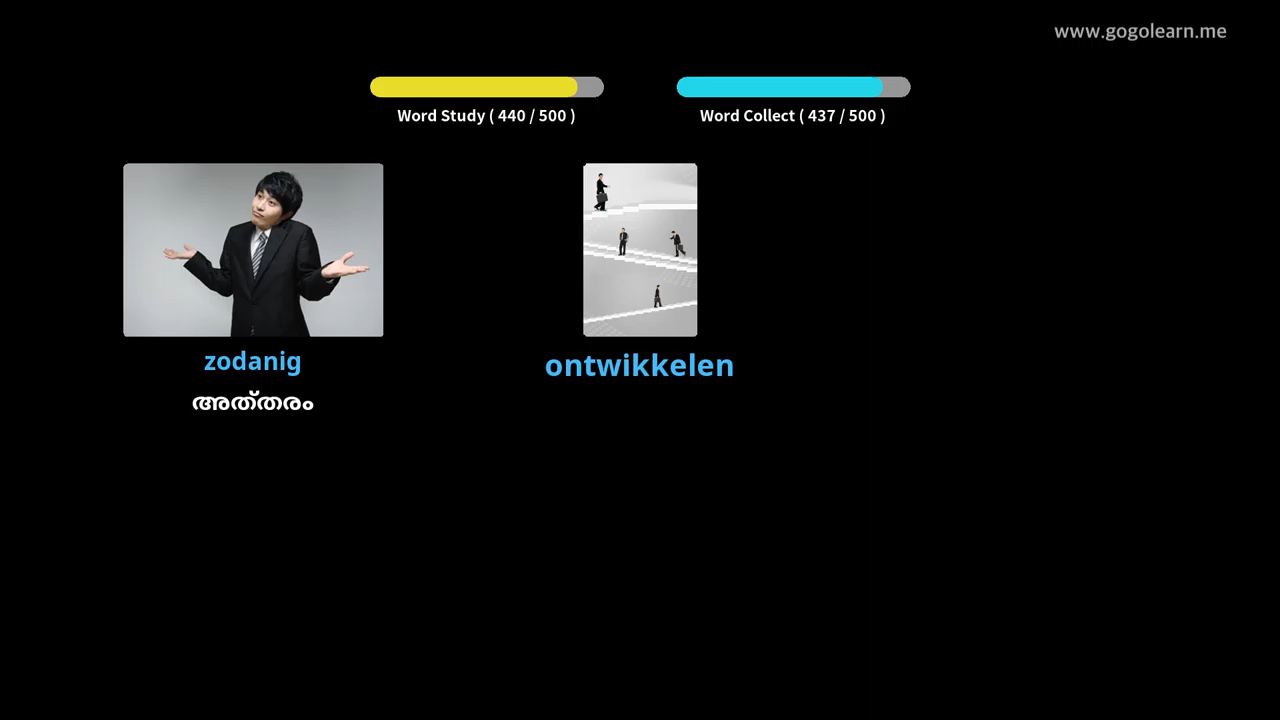 www.gogolearn.me
Word Study ( 440 / 500 )
Word Collect ( 437 / 500 )
zodanig
അത്തരം
ontwikkelen